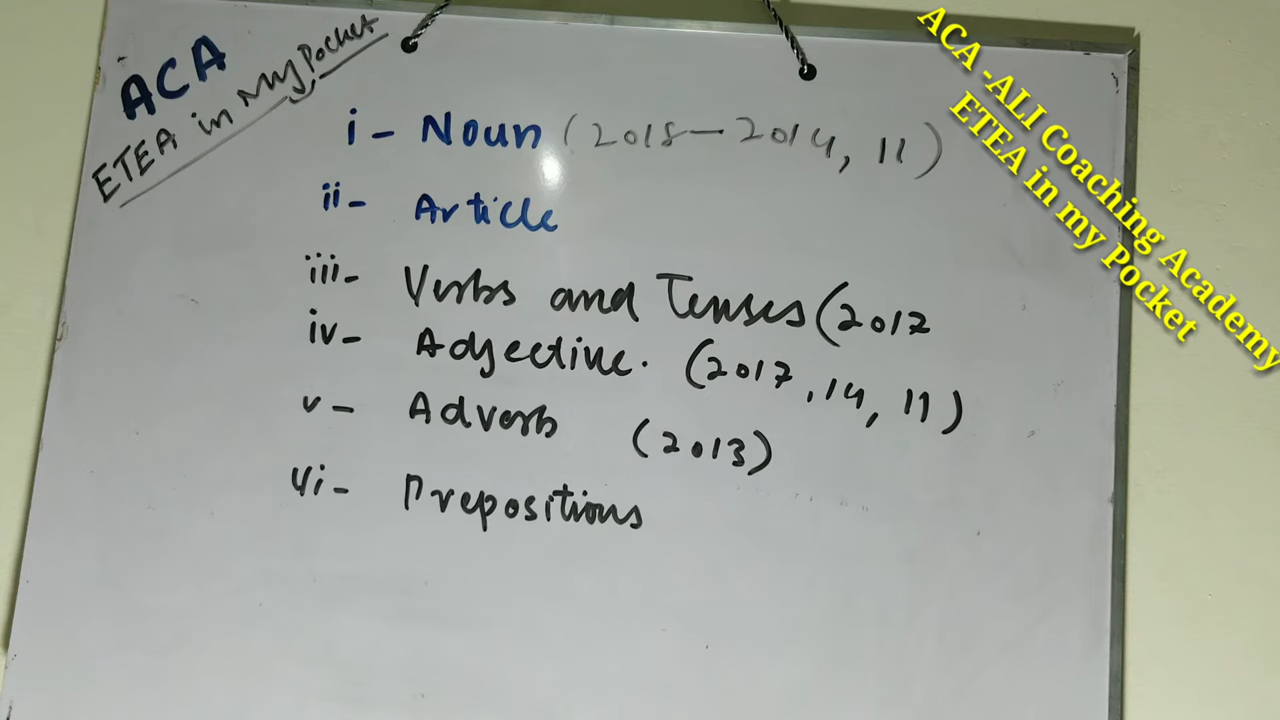 ACA
ETEA in My Pocket
i - Noun (2018 - 2014, 11)
ii - Article
iii - Verbs and Tenses (2017
iv - Adjective. (2017, 14, 11)
v - Adverb (2013)
vi - Prepositions
ACA -ALI Coaching Academy
ETEA in my Pocket